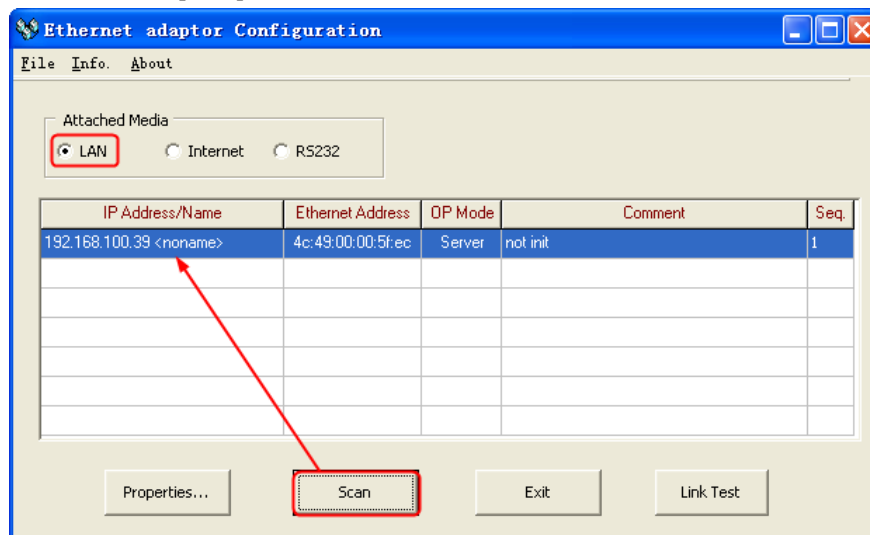 Ethernet adaptor Configuration
File Info. About
Attached Media
LAN Internet RS232
IP Address/Name Ethernet Address OP Mode Comment Seq.
192.168.100.39 <noname> 4c:49:00:00:5f:ec Server not init 1
Properties... Scan Exit Link Test